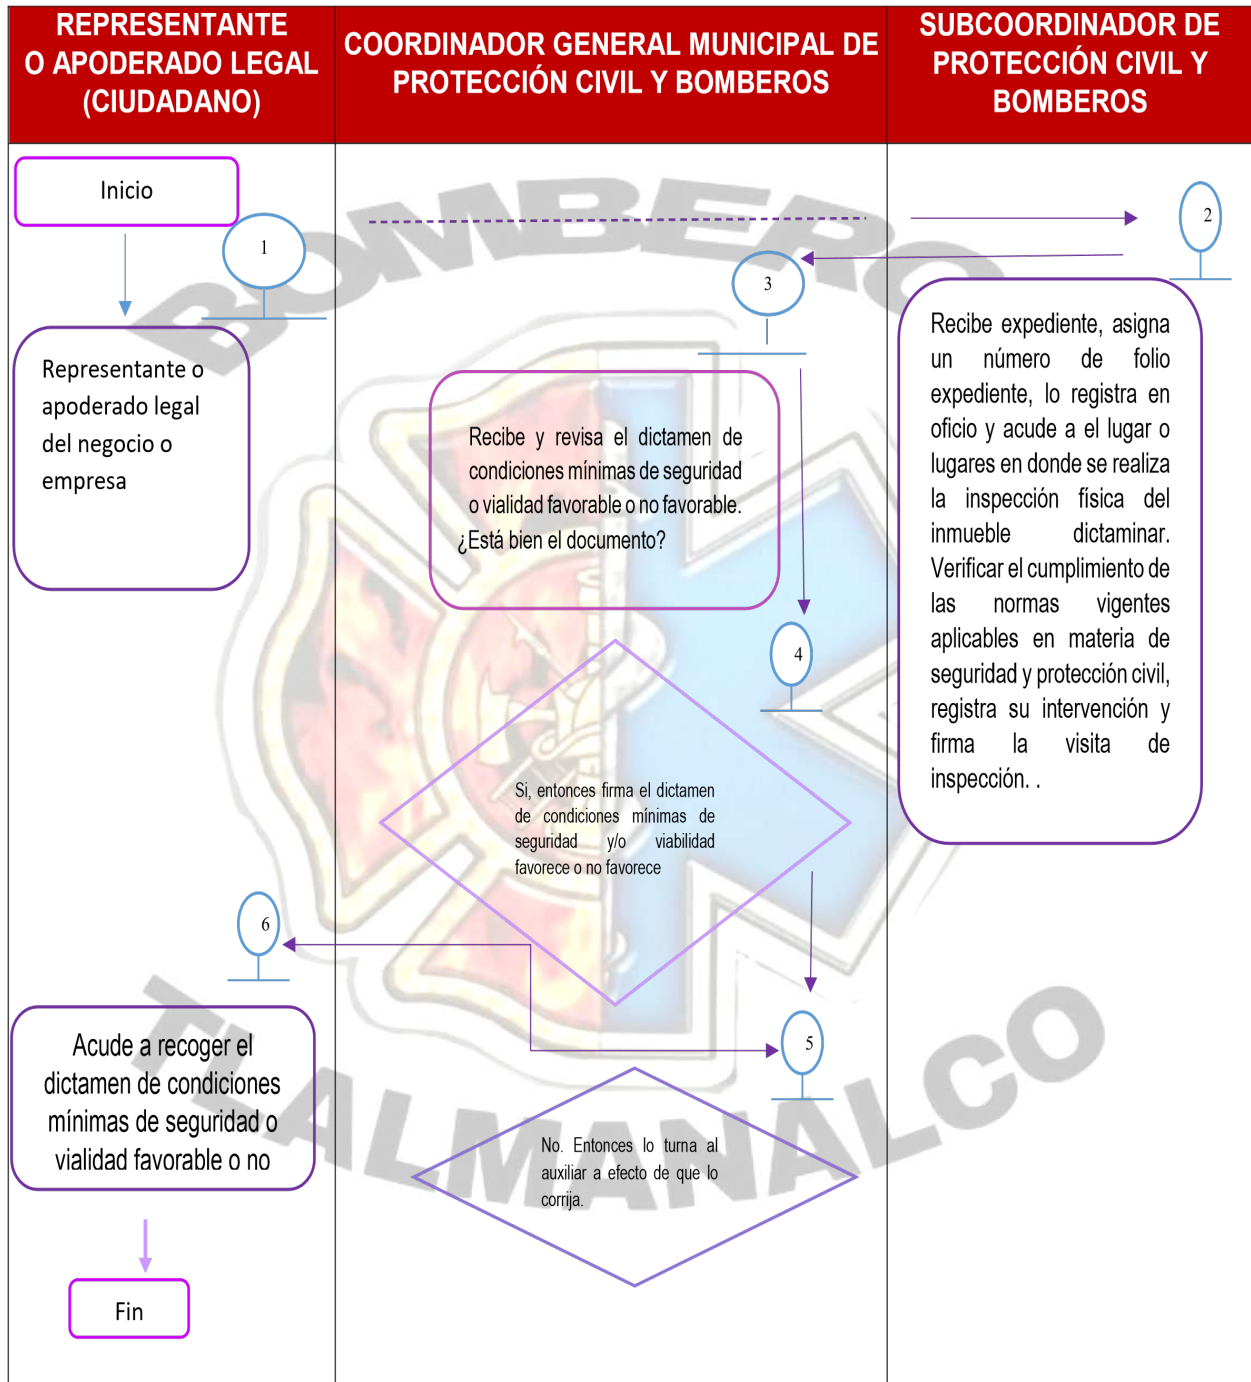 REPRESENTANTE
O APODERADO LEGAL
(CIUDADANO)
COORDINADOR GENERAL MUNICIPAL DE
PROTECCIÓN CIVIL Y BOMBEROS
SUBCOORDINADOR DE
PROTECCIÓN CIVIL Y
BOMBEROS
Inicio
1
Representante o
apoderado legal
del negocio o
empresa
2
Recibe expediente, asigna
un número de folio
expediente, lo registra en
oficio y acude a el lugar o
lugares en donde se realiza
la inspección física del
inmueble dictaminar.
Verificar el cumplimiento de
las normas vigentes
aplicables en materia de
seguridad y protección civil,
registra su intervención y
firma la visita de
inspección. .
3
Recibe y revisa el dictamen de
condiciones mínimas de seguridad
o vialidad favorable o no favorable.
¿Está bien el documento?
4
Si, entonces firma el dictamen
de condiciones mínimas de
seguridad y/o viabilidad
favorece o no favorece
5
No. Entonces lo turna al
auxiliar a efecto de que lo
corrija.
6
Acude a recoger el
dictamen de condiciones
mínimas de seguridad o
vialidad favorable o no
Fin
BOMBERO
TLALMANALCO